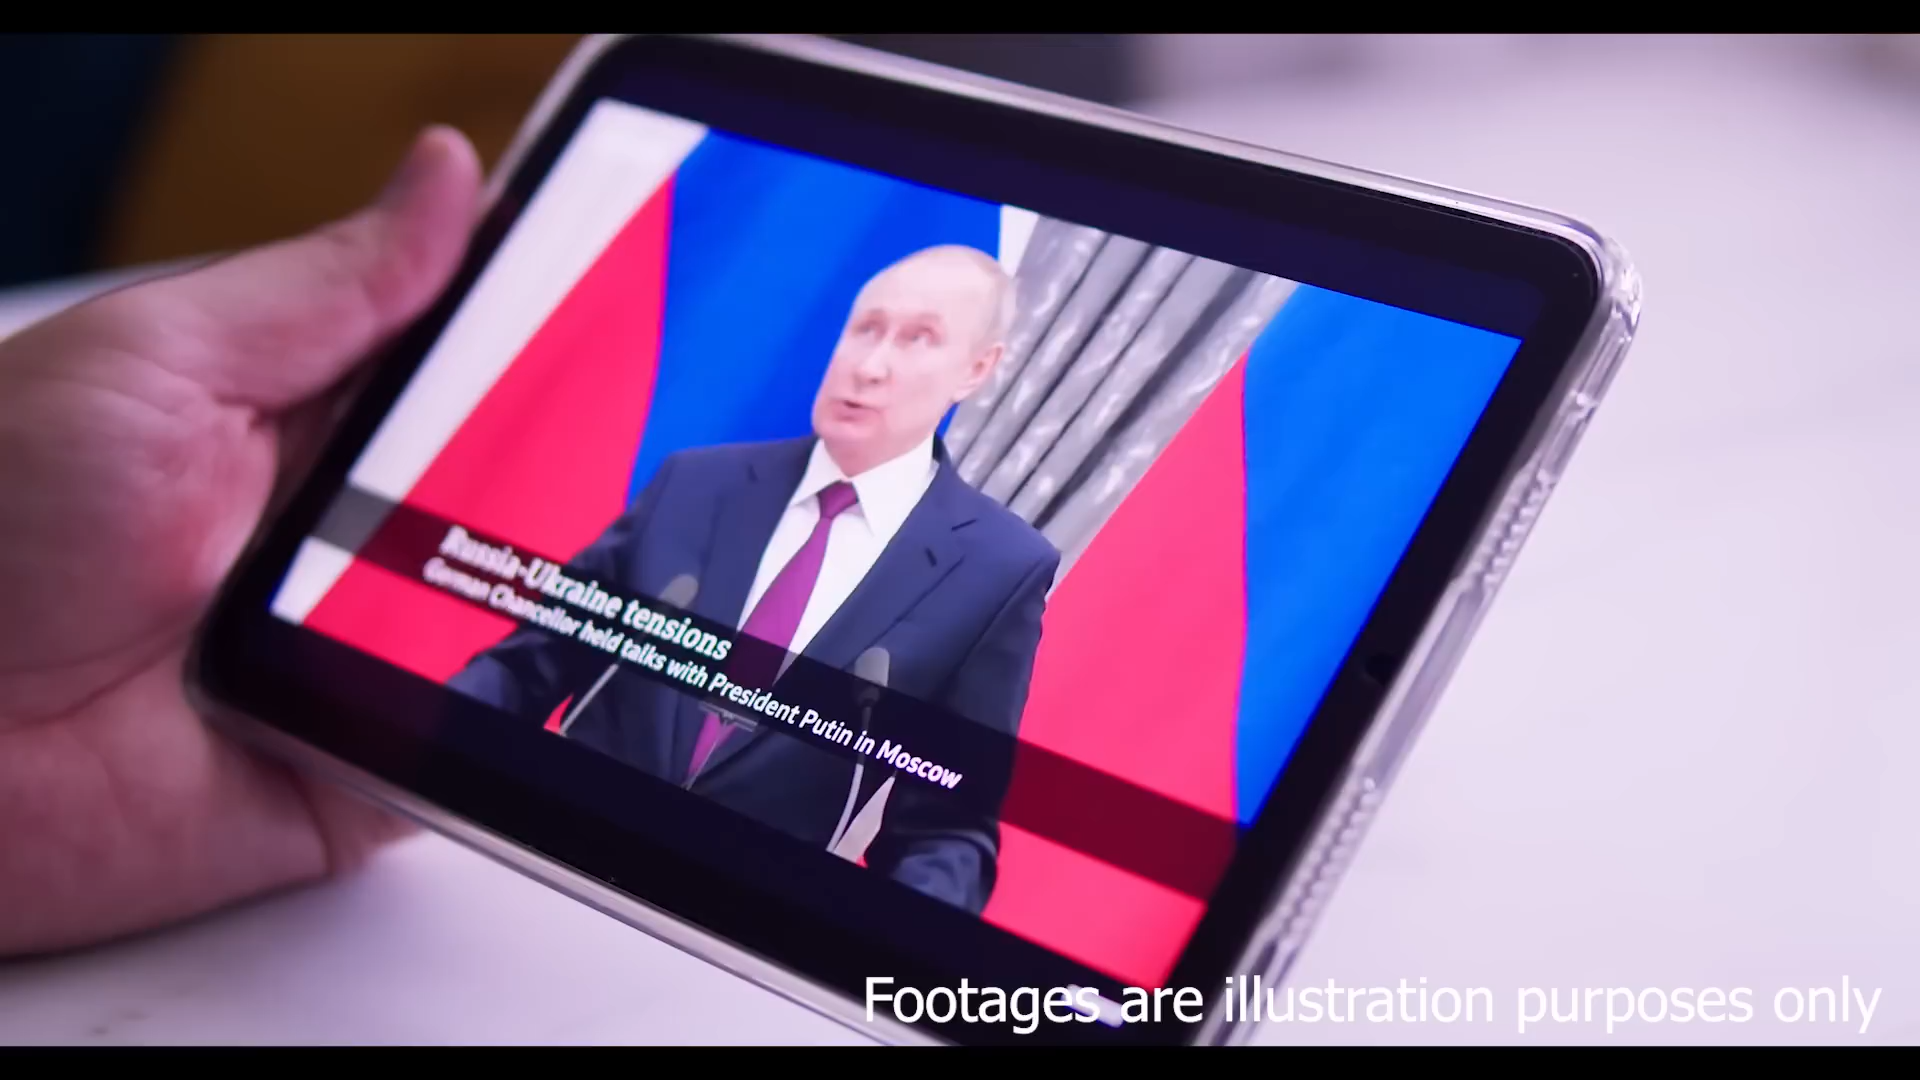 Russia-Ukraine tensions
German Chancellor held talks with President Putin in Moscow
Footages are illustration purposes only